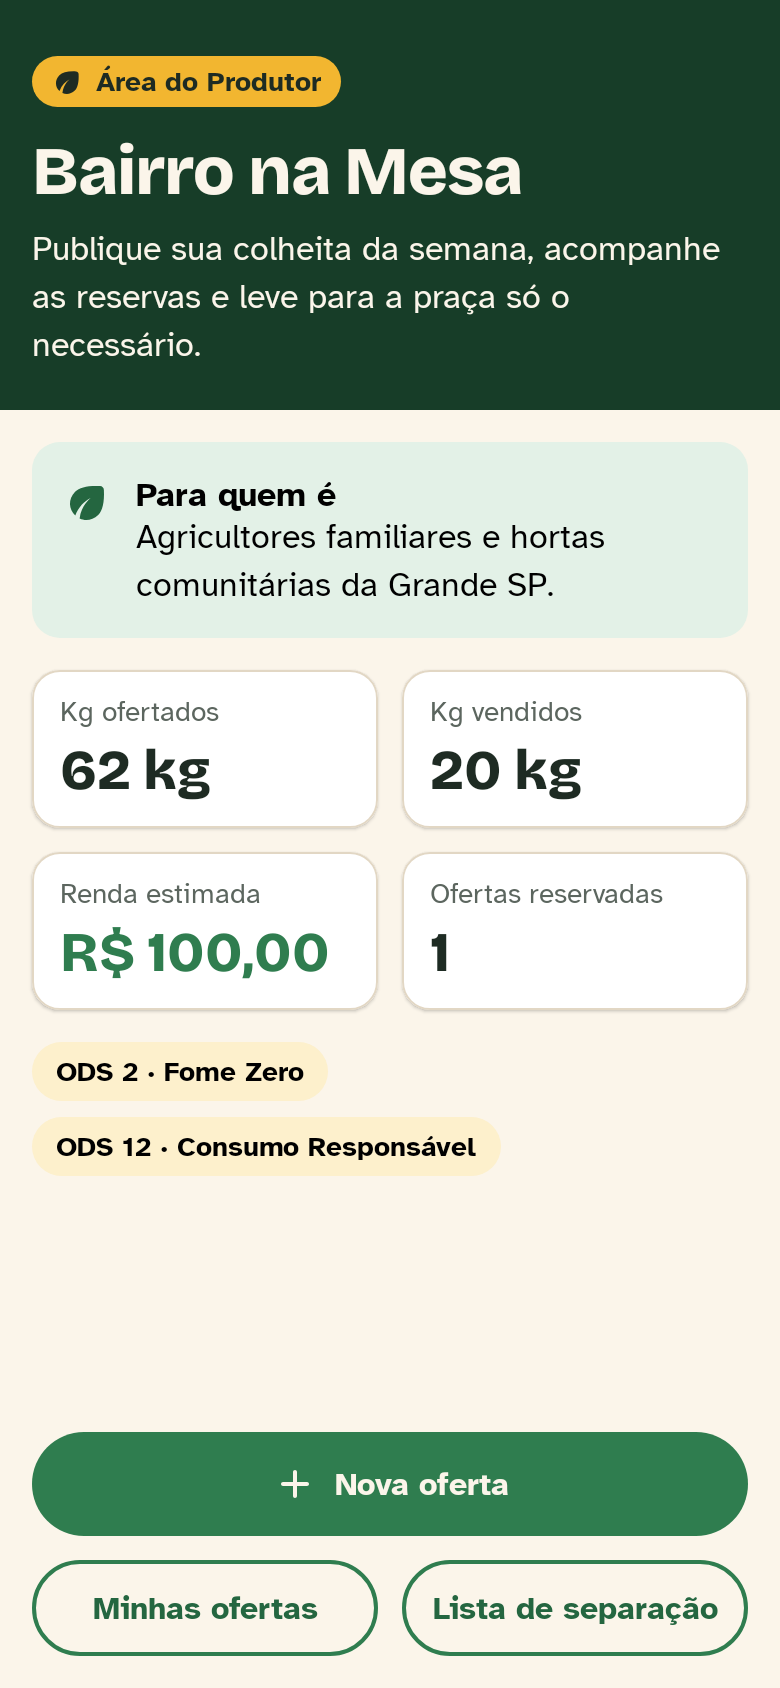 Área do Produtor
Bairro na Mesa
Publique sua colheita da semana, acompanhe
as reservas e leve para a praça só o
necessário.
Para quem é
Agricultores familiares e hortas
comunitárias da Grande SP.
Kg ofertados
62 kg
Kg vendidos
20 kg
Renda estimada
R$ 100,00
Ofertas reservadas
1
ODS 2 · Fome Zero
ODS 12 · Consumo Responsável
Nova oferta
Minhas ofertas
Lista de separação